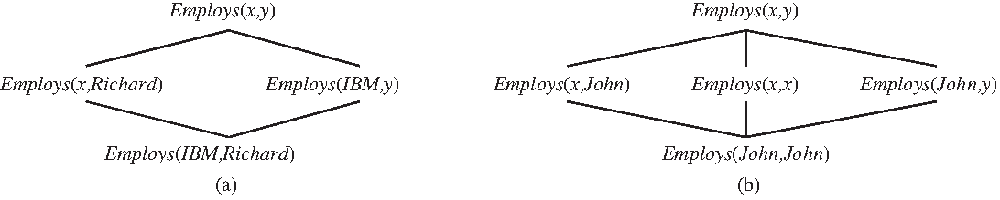 Employs(x,y) Employs(x,y)
Employs(x,Richard) Employs(IBM,y) Employs(x,John) Employs(x,x) Employs(John,y)
Employs(IBM,Richard) Employs(John,John)
(a) (b)